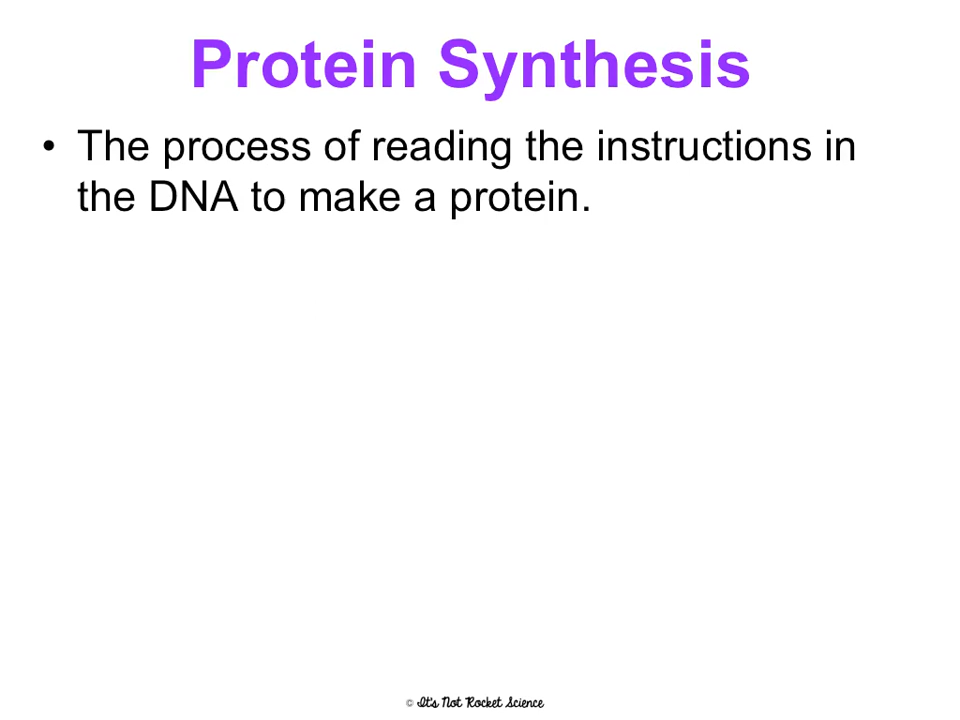 Protein Synthesis
• The process of reading the instructions in
the DNA to make a protein.
© It's Not Rocket Science